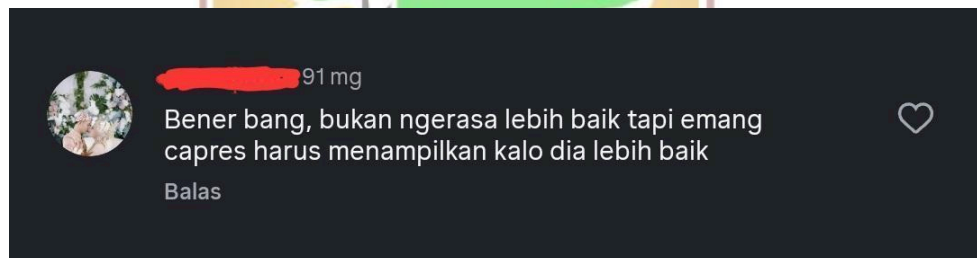 91 mg
Bener bang, bukan ngerasa lebih baik tapi emang
capres harus menampilkan kalo dia lebih baik
Balas